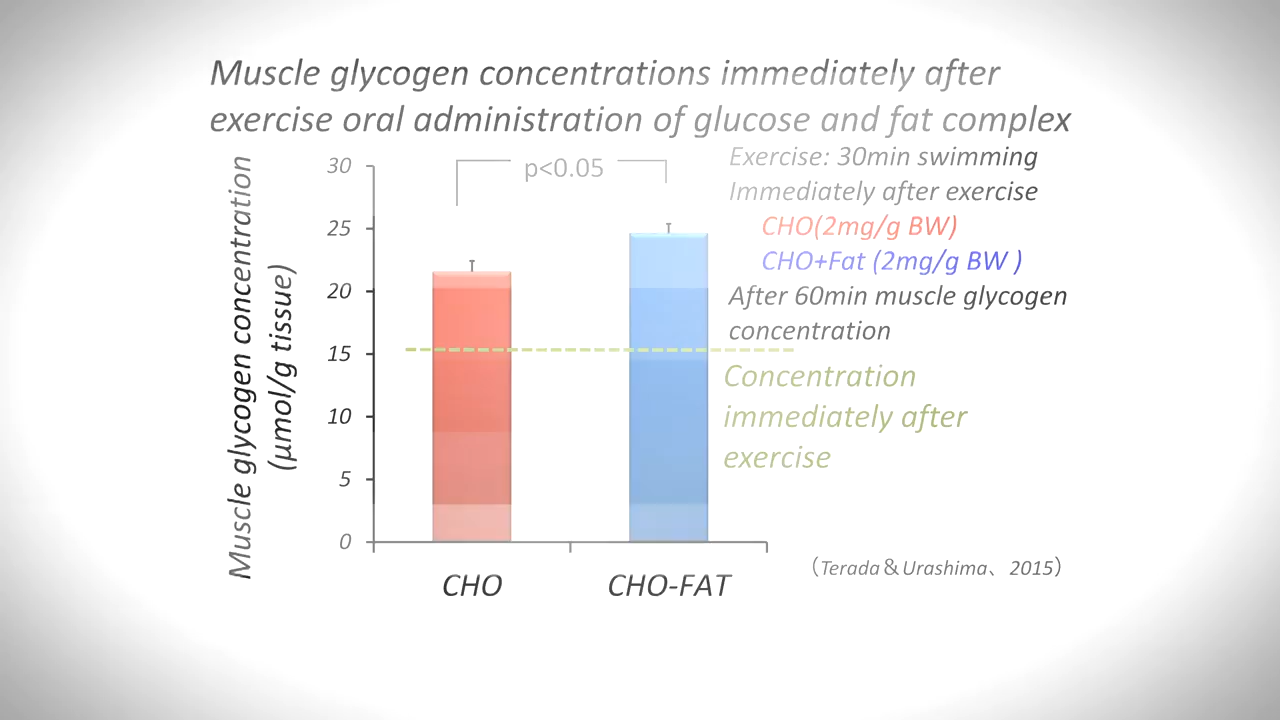 Muscle glycogen concentrations immediately after
exercise oral administration of glucose and fat complex
Muscle glycogen concentration
(μmol/g tissue)
30
25
20
15
10
5
0
p<0.05
CHO
CHO-FAT
Exercise: 30min swimming
Immediately after exercise
CHO(2mg/g BW)
CHO+Fat (2mg/g BW )
After 60min muscle glycogen
concentration
Concentration
immediately after
exercise
（Terada＆Urashima、2015）